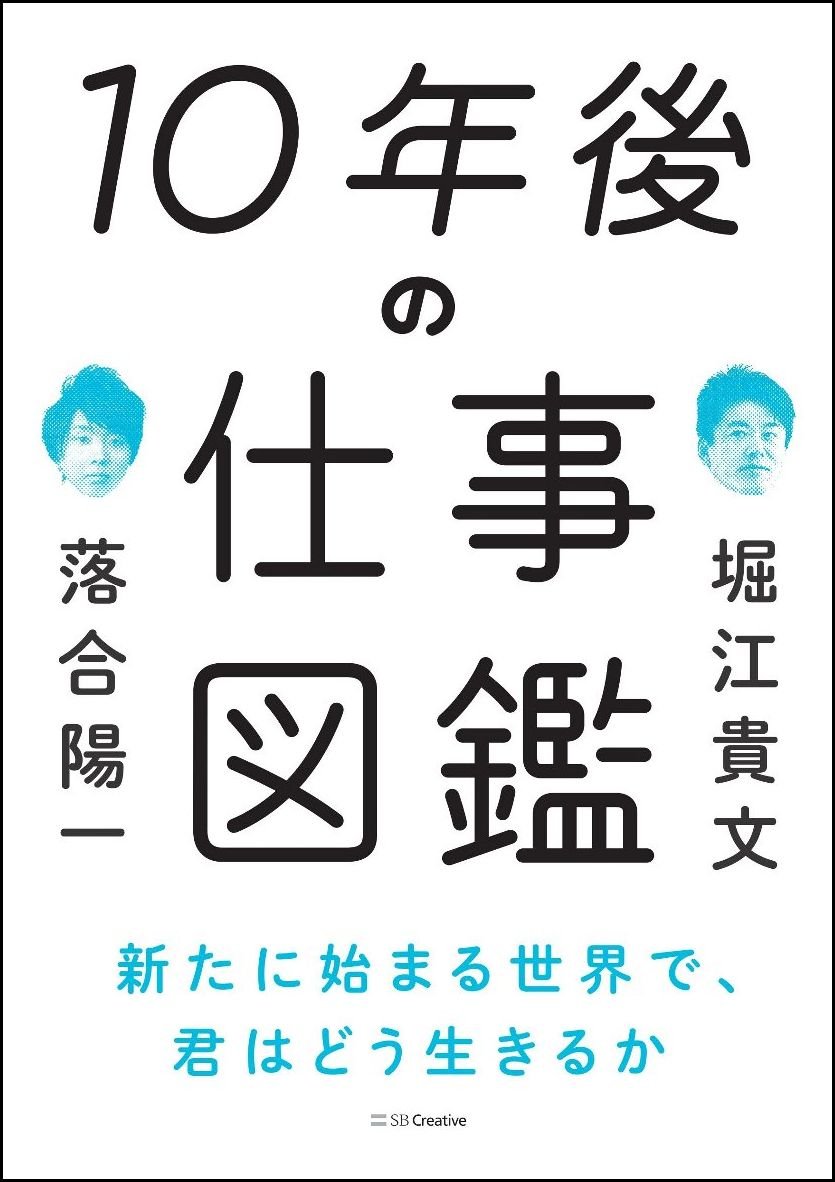 10年後
の
仕事
図鑑
堀江貴文
落合陽一
新たに始まる世界で、
君はどう生きるか
SB Creative